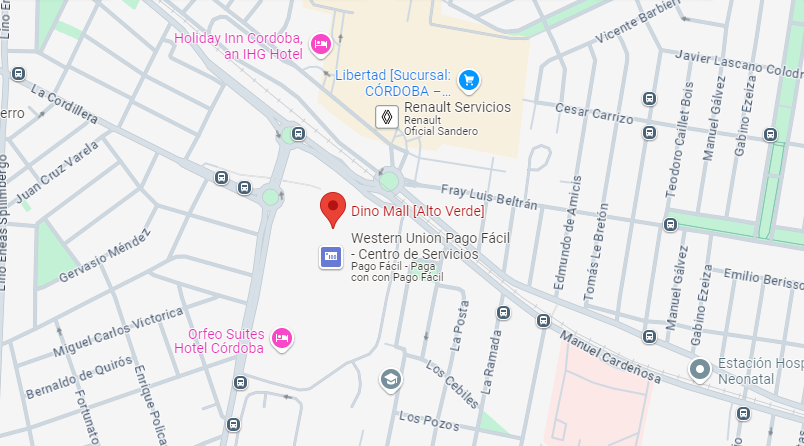 Lino En
Vicente Barbieri
Holiday Inn Cordoba,
an IHG Hotel
Javier Lascano Colodr
Libertad [Sucursal:
CÓRDOBA –...
La Cordillera
Renault Servicios
Renault
Oficial Sandero
Cesar Carrizo
Teodoro Caillet Bois
Manuel Gálvez
Gabino Ezeiza
erro
Juan Cruz Varela
Fray Luis Beltrán
Dino Mall [Alto Verde]
Lino Eneas Spilimbergo
Edmundo de Amicis
Tomás Le Bretón
Western Union Pago Fácil
- Centro de Servicios
Pago Fácil - Paga
con con Pago Fácil
Gervasio Méndez
Manuel Gálvez
Gabino Ezeiza
Emilio Berisso
Miguel Carlos Victorica
Orfeo Suites
Hotel Córdoba
La Posta
La Ramada
Manuel Cardeñosa
Bernaldo de Quirós
Estación Hosp
Neonatal
Los Cebiles
Fortunato
Enrique Polica
Los Pozos